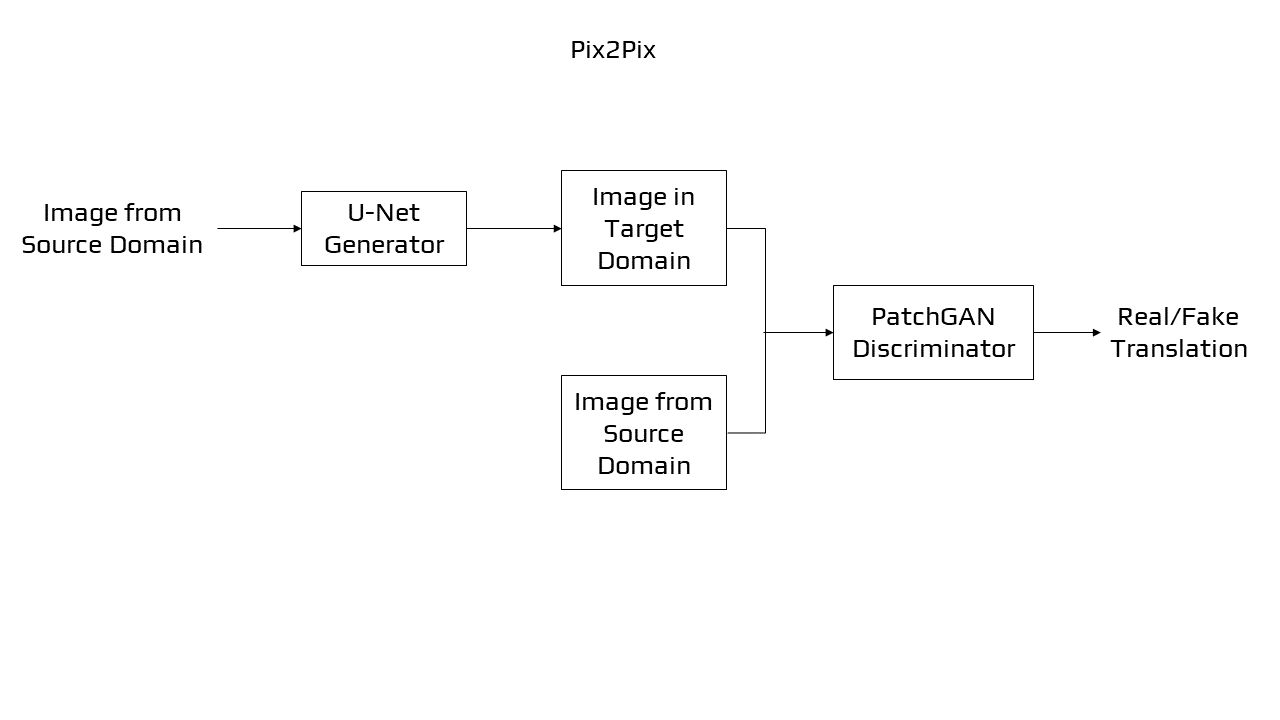 Pix2Pix
Image from
Source Domain
U-Net
Generator
Image in
Target
Domain
Image from
Source
Domain
PatchGAN
Discriminator
Real/Fake
Translation